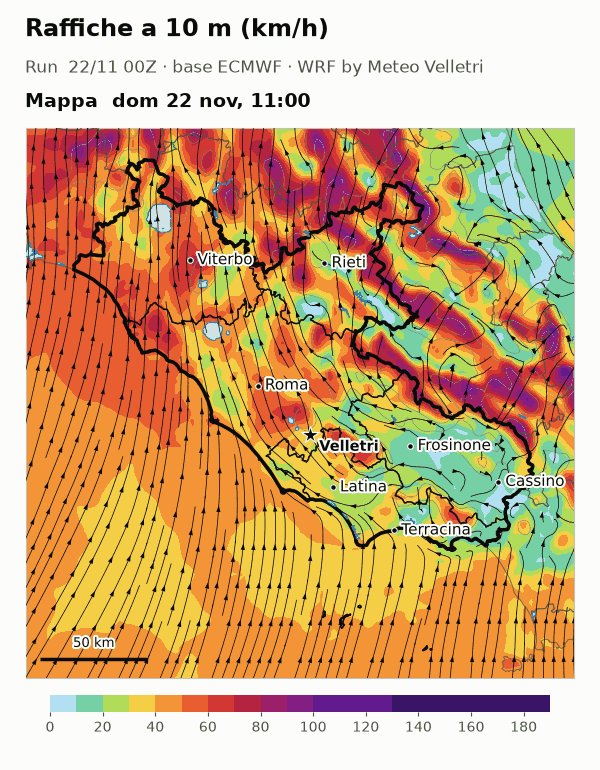 Raffiche a 10 m (km/h)
Run  22/11 00Z · base ECMWF · WRF by Meteo Velletri
Mappa  dom 22 nov, 11:00
Viterbo
Rieti
Roma
Velletri
Frosinone
Cassino
Latina
Terracina
50 km
0 20 40 60 80 100 120 140 160 180